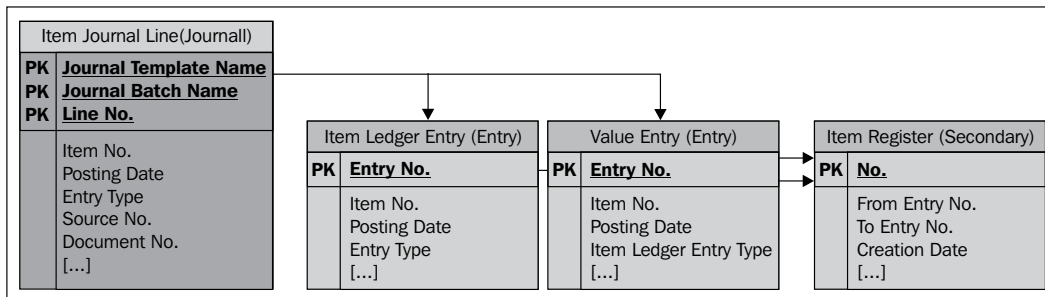 Item Journal Line(Journall)
PK Journal Template Name
PK Journal Batch Name
PK Line No.
Item No.
Posting Date
Entry Type
Source No.
Document No.
[...]
Item Ledger Entry (Entry)
PK Entry No.
Item No.
Posting Date
Entry Type
[...]
Value Entry (Entry)
PK Entry No.
Item No.
Posting Date
Item Ledger Entry Type
[...]
Item Register (Secondary)
PK No.
From Entry No.
To Entry No.
Creation Date
[...]